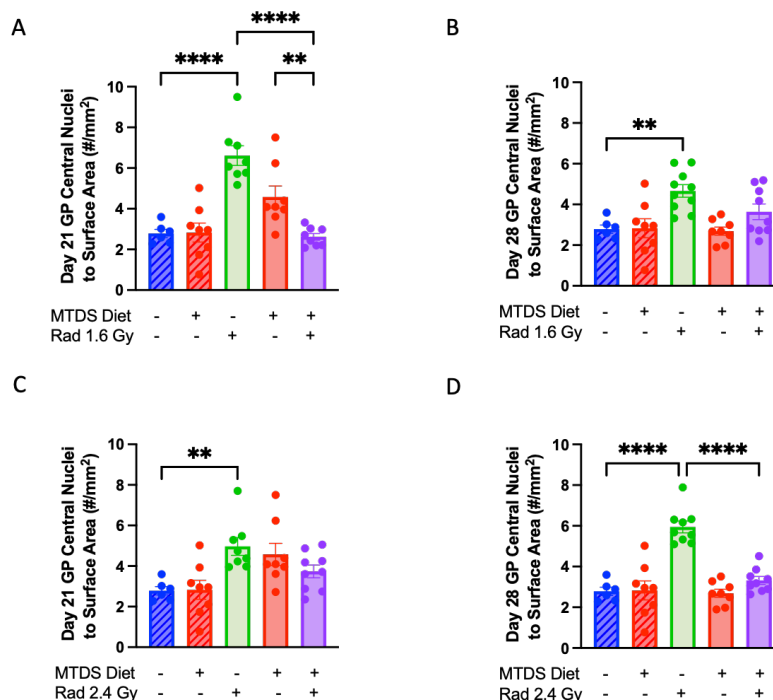 A
B
****
****
**
Day 21 GP Central Nuclei
to Surface Area (#/mm²)
10
8
6
4
2
0
MTDS Diet - + - + +
Rad 1.6 Gy - - + - +
**
Day 28 GP Central Nuclei
to Surface Area (#/mm²)
10
8
6
4
2
0
MTDS Diet - + - + +
Rad 1.6 Gy - - + - +
C
D
**
Day 21 GP Central Nuclei
to Surface Area (#/mm²)
10
8
6
4
2
0
MTDS Diet - + - + +
Rad 2.4 Gy - - + - +
**** ****
Day 28 GP Central Nuclei
to Surface Area (#/mm²)
10
8
6
4
2
0
MTDS Diet - + - + +
Rad 2.4 Gy - - + - +